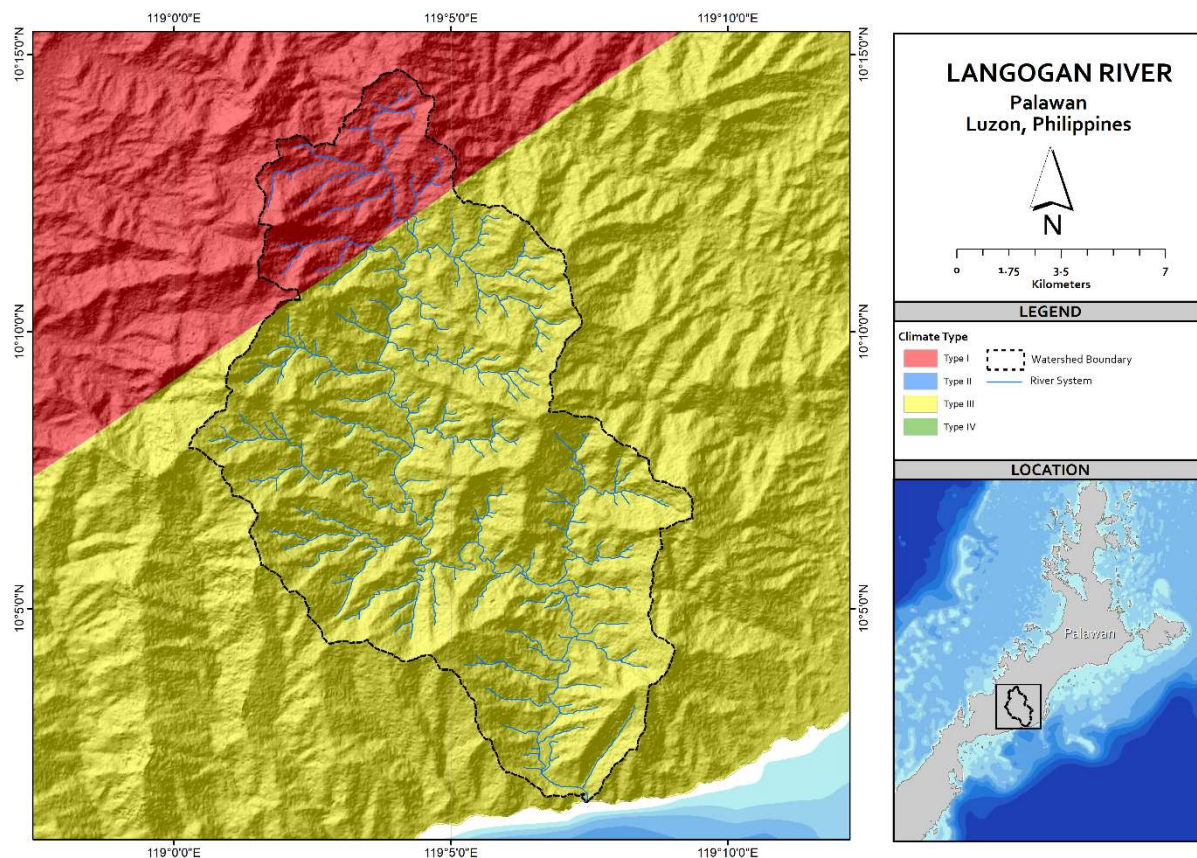 119°0'0"E
119°5'0"E
119°10'0"E
10°15'0"N
10°15'0"N
10°10'0"N
10°10'0"N
10°5'0"N
10°5'0"N
119°0'0"E
119°5'0"E
119°10'0"E
LANGOGAN RIVER
Palawan
Luzon, Philippines
N
0 1.75 3.5 7
Kilometers
LEGEND
Climate Type
Type I
Type II
Type III
Type IV
Watershed Boundary
River System
LOCATION
Palawan